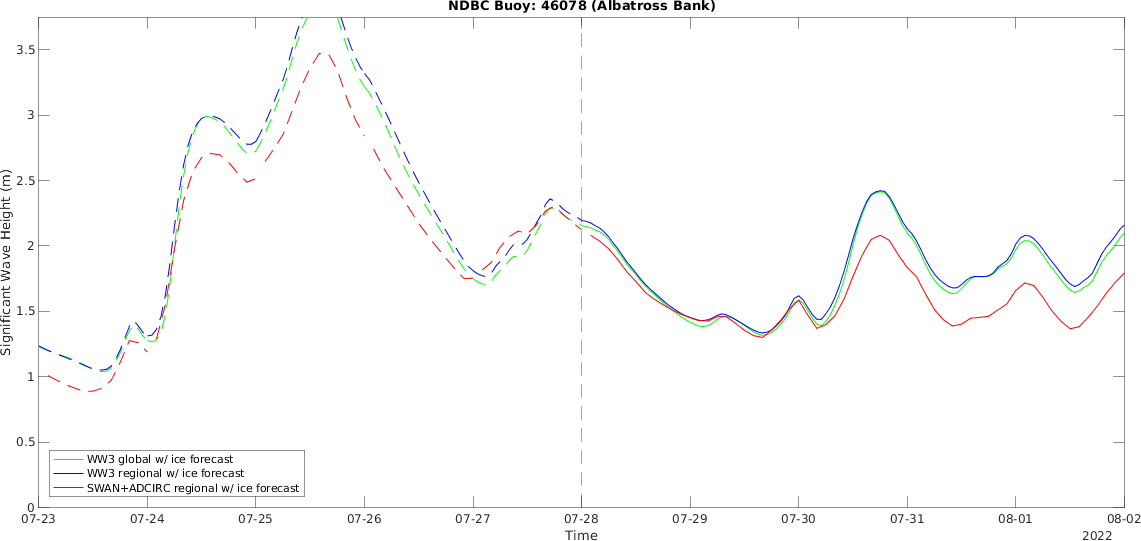 NDBC Buoy: 46078 (Albatross Bank)
3.5
3
2.5
2
1.5
1
0.5
0
Significant Wave Height (m)
WW3 global w/ ice forecast
WW3 regional w/ ice forecast
SWAN+ADCIRC regional w/ ice forecast
07-23 07-24 07-25 07-26 07-27 07-28 07-29 07-30 07-31 08-01 08-02
Time
2022